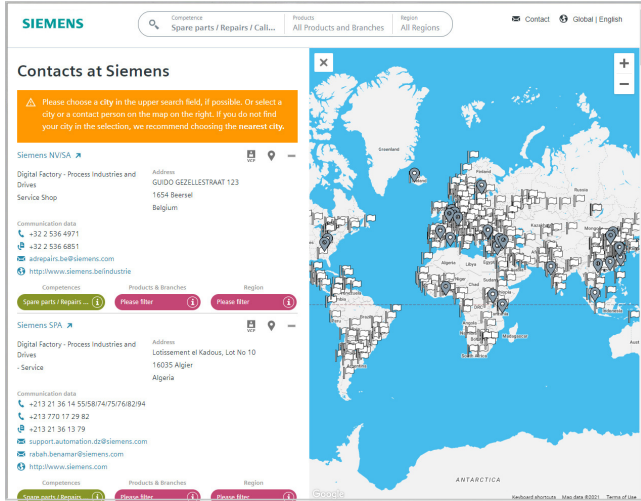 SIEMENS
Competence
Spare parts / Repairs / Cali...
Products
All Products and Branches
Region
All Regions
Contact
Global | English
Contacts at Siemens
Please choose a city in the upper search field, if possible. Or select a
city or a contact person on the map on the right. If you do not find
your city in the selection, we recommend choosing the nearest city.
Siemens NV/SA
VCF
Digital Factory - Process Industries and
Drives
Service Shop
Address
GUIDO GEZELLESTRAAT 123
1654 Beersel
Belgium
Communication data
+32 2 536 4971
+32 2 536 6851
adrepairs.be@siemens.com
http://www.siemens.be/industrie
Competences
Products & Branches
Region
Spare parts / Repairs ...
Please filter
Please filter
Siemens SPA
VCF
Digital Factory - Process Industries and
Drives
- Service
Address
Lotissement el Kadous, Lot No 10
16035 Algier
Algeria
Communication data
+213 21 36 14 55/58/74/75/76/82/94
+213 770 17 29 82
+213 21 36 13 79
support.automation.dz@siemens.com
rabah.benamar@siemens.com
http://www.siemens.com
Competences
Products & Branches
Region
Spare parts / Repairs ...
Please filter
Please filter
Greenland
Finland
Russia
Algeria
Libya
Chad
Angola
Madagascar
Indonesia
ANTARCTICA
Google
Keyboard shortcuts
Map data ©2021
Terms of Use